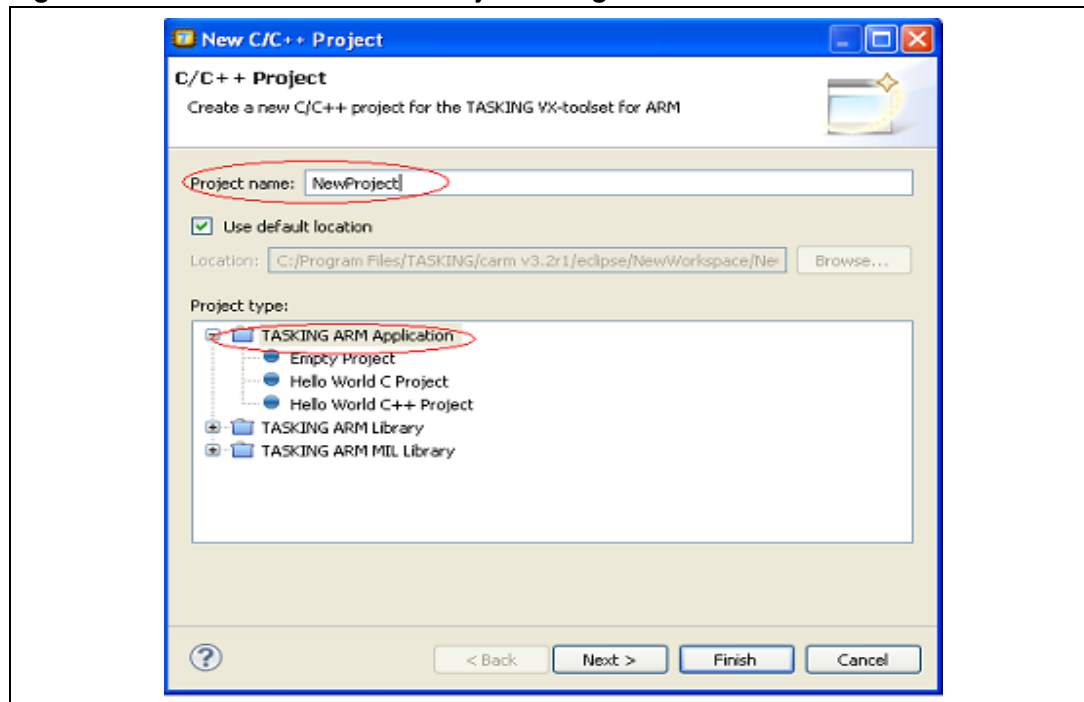 New C/C++ Project
C/C++ Project
Create a new C/C++ project for the TASKING VX-toolset for ARM
Project name: NewProject
Use default location
Location: C:/Program Files/TASKING/carm v3.2r1/eclipse/NewWorkspace/Ne Browse...
Project type:
TASKING ARM Application
Empty Project
Hello World C Project
Hello World C++ Project
TASKING ARM Library
TASKING ARM MIL Library
? < Back Next > Finish Cancel